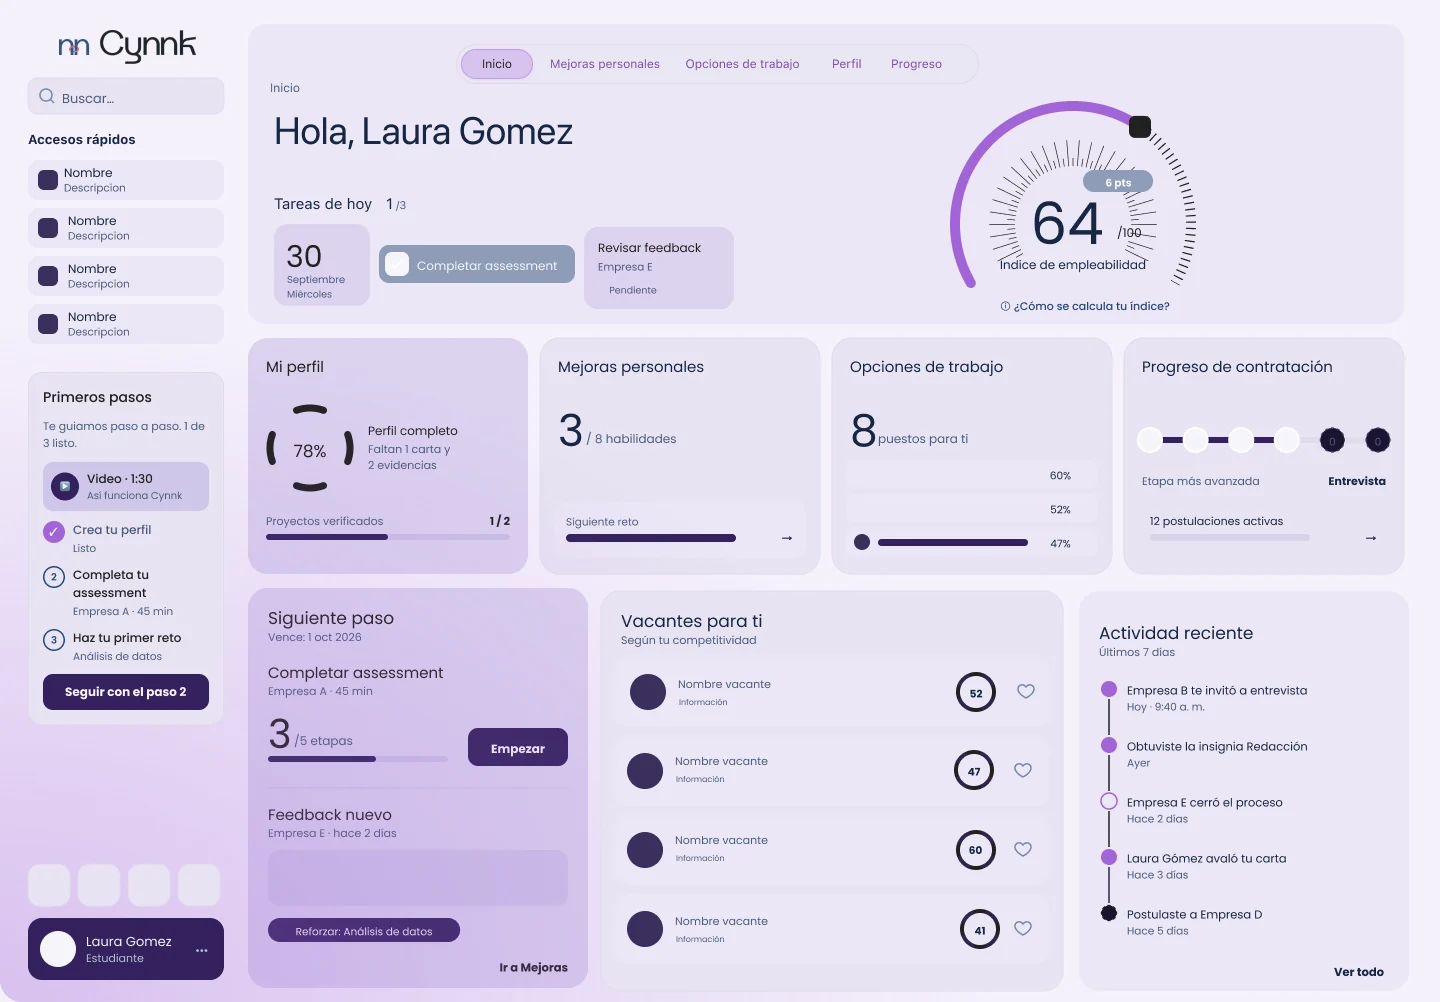 Cynnk
Buscar...
Accesos rápidos
Nombre
Descripcion
Nombre
Descripcion
Nombre
Descripcion
Nombre
Descripcion
Primeros pasos
Te guiamos paso a paso. 1 de
3 listo.
Video · 1:30
Así funciona Cynnk
Crea tu perfil
Listo
2
Completa tu
assessment
Empresa A · 45 min
3
Haz tu primer reto
Análisis de datos
Seguir con el paso 2
Laura Gomez
Estudiante
Inicio
Mejoras personales
Opciones de trabajo
Perfil
Progreso
Inicio
Hola, Laura Gomez
Tareas de hoy 1/3
30
Septiembre
Miércoles
Completar assessment
Revisar feedback
Empresa E
Pendiente
6 pts
64 /100
Índice de empleabilidad
¿Cómo se calcula tu índice?
Mi perfil
78%
Perfil completo
Faltan 1 carta y
2 evidencias
Proyectos verificados 1 / 2
Mejoras personales
3 / 8 habilidades
Siguiente reto →
Opciones de trabajo
8 puestos para ti
60%
52%
47%
Progreso de contratación
0 0
Etapa más avanzada Entrevista
12 postulaciones activas
→
Siguiente paso
Vence: 1 oct 2026
Completar assessment
Empresa A · 45 min
3 /5 etapas
Empezar
Feedback nuevo
Empresa E · hace 2 días
Reforzar: Análisis de datos
Ir a Mejoras
Vacantes para ti
Según tu competitividad
Nombre vacante
Información
52
Nombre vacante
Información
47
Nombre vacante
Información
60
Nombre vacante
Información
41
Actividad reciente
Últimos 7 días
Empresa B te invitó a entrevista
Hoy · 9:40 a. m.
Obtuviste la insignia Redacción
Ayer
Empresa E cerró el proceso
Hace 2 días
Laura Gómez avaló tu carta
Hace 3 días
Postulaste a Empresa D
Hace 5 días
Ver todo